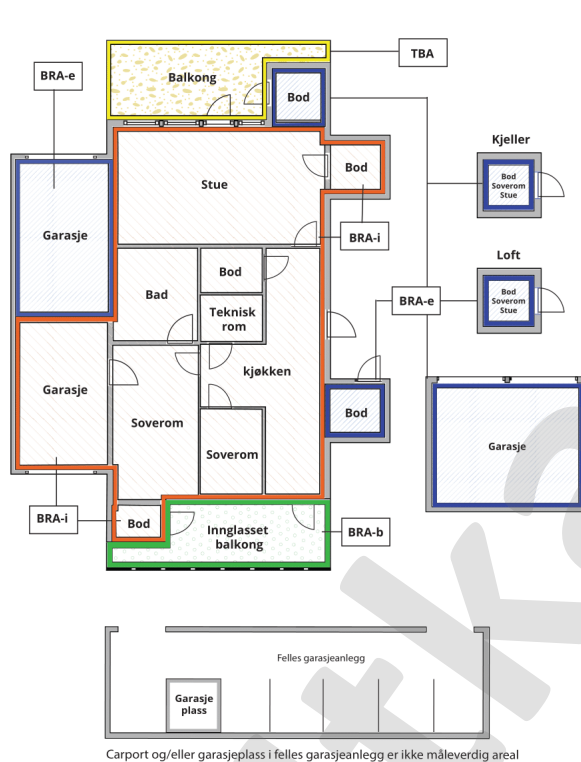 TBA
BRA-e
Balkong
Bod
Kjeller
Stue
Bod
Bod
Soverom
Stue
Garasje
BRA-i
Loft
Bod
Bad
Teknisk
rom
BRA-e
Bod
Soverom
Stue
Garasje
kjøkken
Soverom
Bod
Soverom
Garasje
BRA-i
Bod
Innglasset
balkong
BRA-b
Felles garasjeanlegg
Garasje
plass
Carport og/eller garasjeplass i felles garasjeanlegg er ikke måleverdig areal